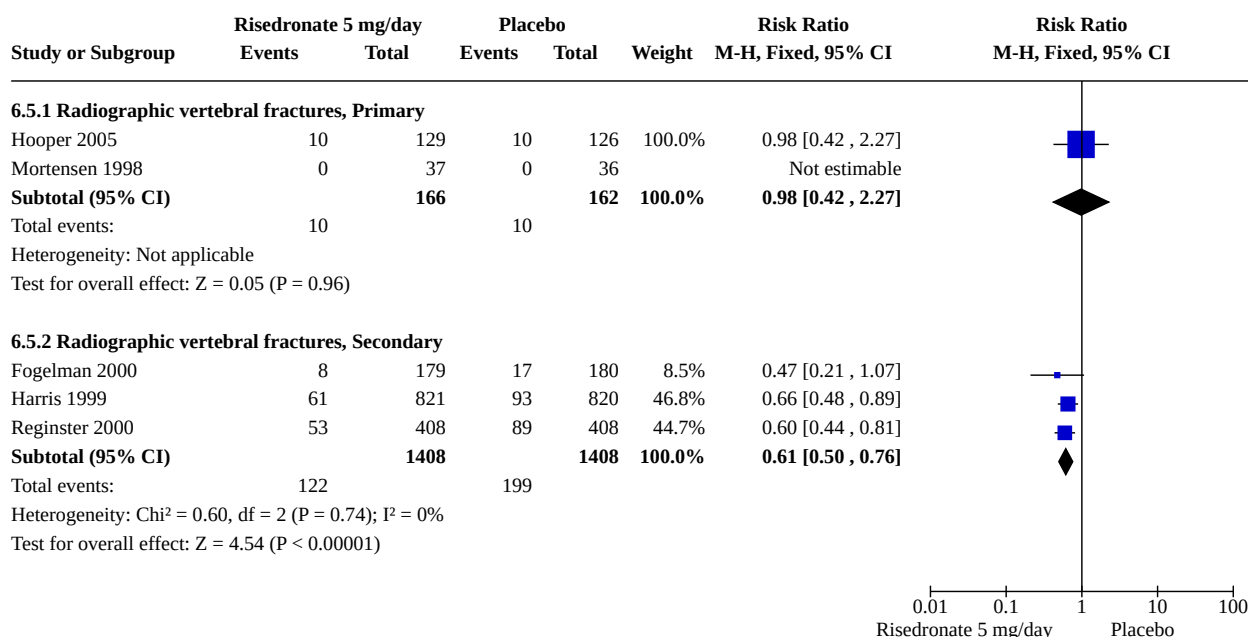 Risedronate 5 mg/day Placebo Risk Ratio Risk Ratio
Study or Subgroup Events Total Events Total Weight M-H, Fixed, 95% CI M-H, Fixed, 95% CI
6.5.1 Radiographic vertebral fractures, Primary
Hooper 2005 10 129 10 126 100.0% 0.98 [0.42 , 2.27]
Mortensen 1998 0 37 0 36 Not estimable
Subtotal (95% CI) 166 162 100.0% 0.98 [0.42 , 2.27]
Total events: 10 10
Heterogeneity: Not applicable
Test for overall effect: Z = 0.05 (P = 0.96)
6.5.2 Radiographic vertebral fractures, Secondary
Fogelman 2000 8 179 17 180 8.5% 0.47 [0.21 , 1.07]
Harris 1999 61 821 93 820 46.8% 0.66 [0.48 , 0.89]
Reginster 2000 53 408 89 408 44.7% 0.60 [0.44 , 0.81]
Subtotal (95% CI) 1408 1408 100.0% 0.61 [0.50 , 0.76]
Total events: 122 199
Heterogeneity: Chi² = 0.60, df = 2 (P = 0.74); I² = 0%
Test for overall effect: Z = 4.54 (P < 0.00001)
0.01 0.1 1 10 100
Risedronate 5 mg/day Placebo